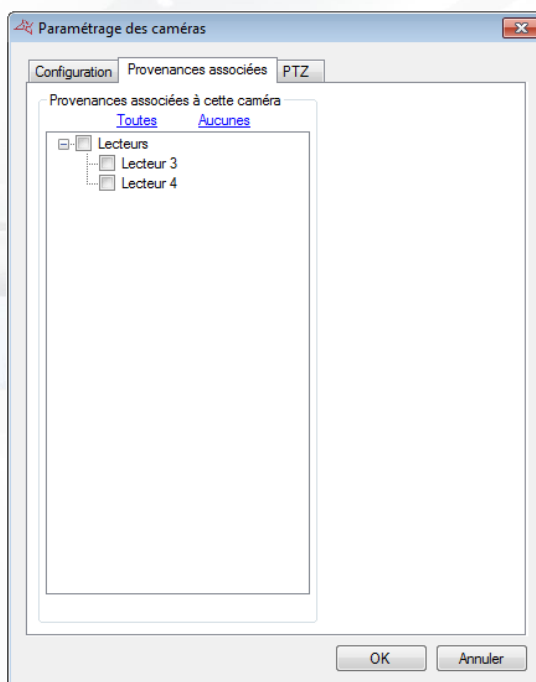 Paramétrage des caméras
Configuration Provenances associées PTZ
Provenances associées à cette caméra
Toutes Aucunes
Lecteurs
Lecteur 3
Lecteur 4
OK Annuler